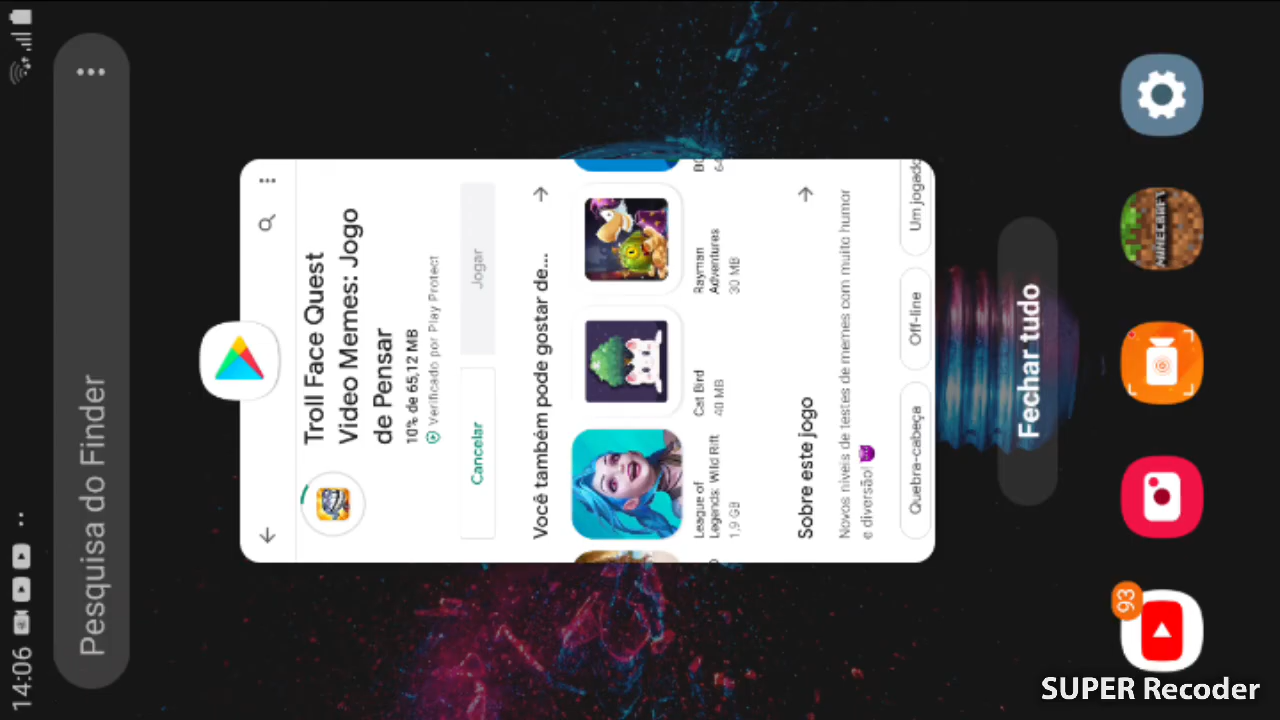 14:06
Pesquisa do Finder
Troll Face Quest
Video Memes: Jogo
de Pensar
10% de 65,12 MB
Verificado por Play Protect
Cancelar
Jogar
Você também pode gostar de...
League of
Legends: Wild Rift
1,9 GB
Cat Bird
40 MB
Rayman
Adventures
30 MB
Sobre este jogo
Novos níveis de testes de memes com muito humor
e diversão!
Quebra-cabeça
Off-line
Um jogado
Fechar tudo
93
MINECRAFT
SUPER Recoder